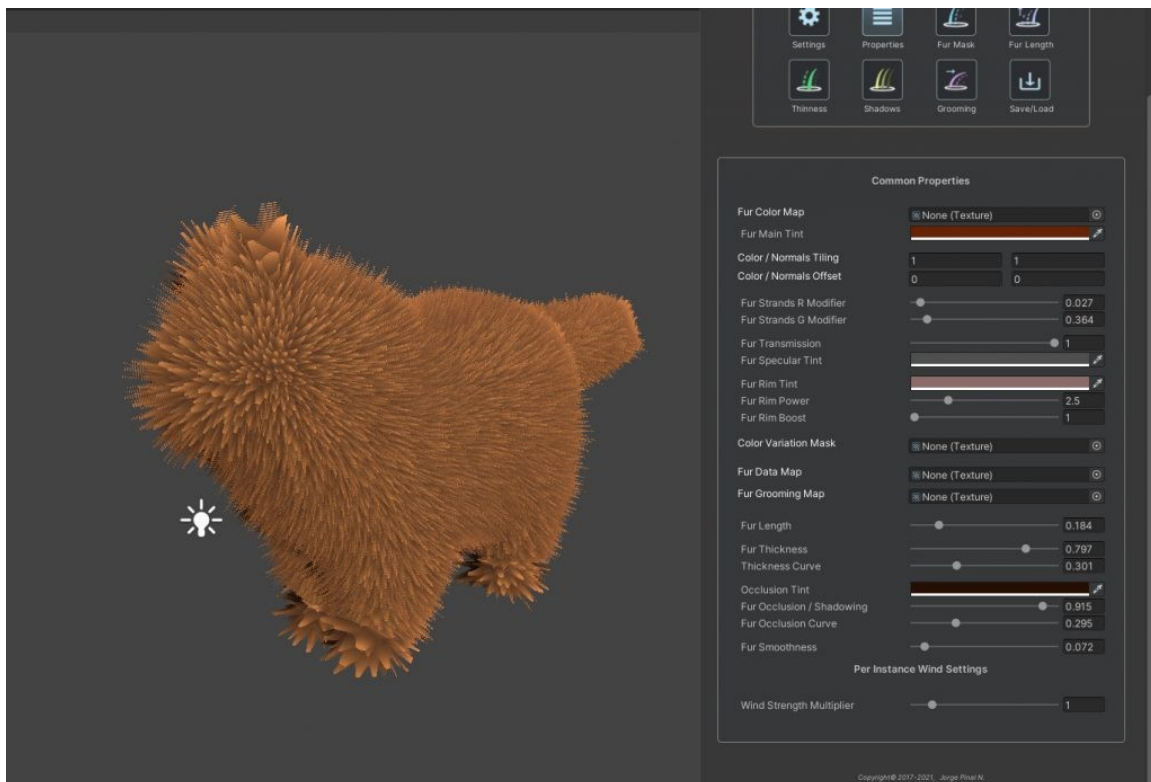 Settings Properties Fur Mask Fur Length
Thinness Shadows Grooming Save/Load
Common Properties
Fur Color Map None (Texture)
Fur Main Tint
Color / Normals Tiling 1 1
Color / Normals Offset 0 0
Fur Strands R Modifier 0.027
Fur Strands G Modifier 0.364
Fur Transmission 1
Fur Specular Tint
Fur Rim Tint
Fur Rim Power 2.5
Fur Rim Boost 1
Color Variation Mask None (Texture)
Fur Data Map None (Texture)
Fur Grooming Map None (Texture)
Fur Length 0.184
Fur Thickness 0.797
Thickness Curve 0.301
Occlusion Tint
Fur Occlusion / Shadowing 0.915
Fur Occlusion Curve 0.295
Fur Smoothness 0.072
Per Instance Wind Settings
Wind Strength Multiplier 1
Copyright© 2017-2021, Jorge Pinal N.